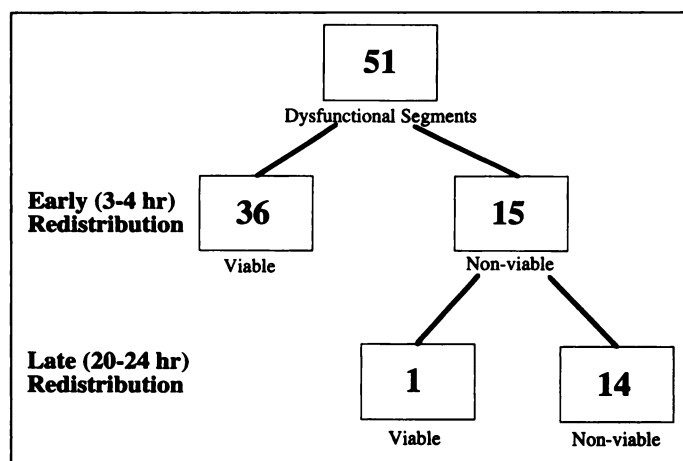 51
Dysfunctional Segments
Early (3-4 hr)
Redistribution
36
15
Viable
Non-viable
Late (20-24 hr)
Redistribution
1
14
Viable
Non-viable